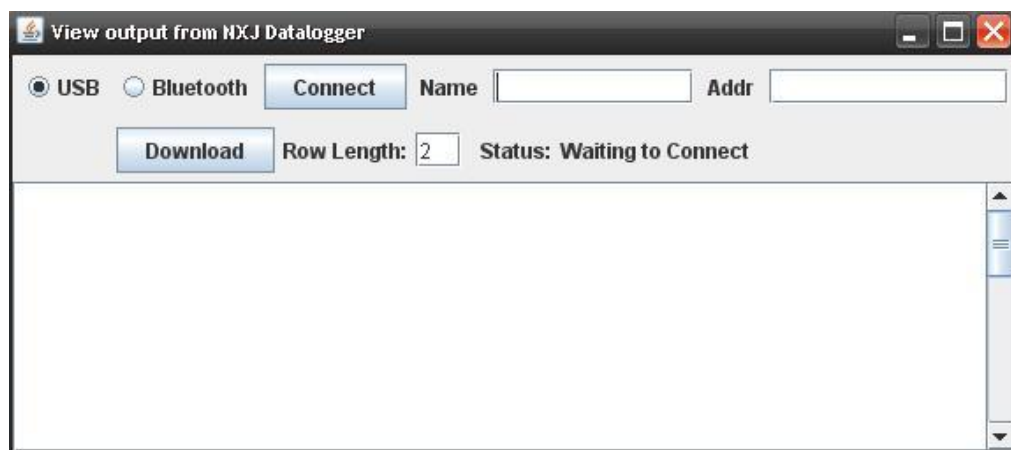 View output from NXJ Datalogger
USB Bluetooth Connect Name Addr
Download Row Length: 2 Status: Waiting to Connect